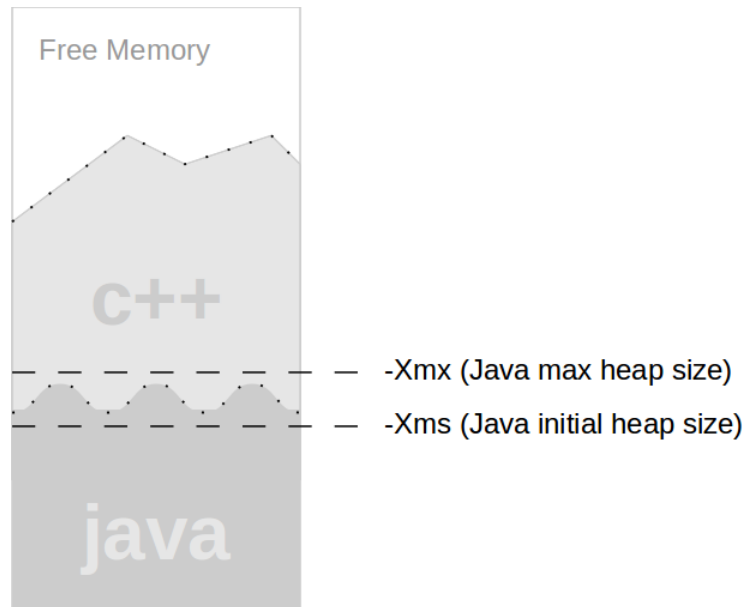 Free Memory
c++
-Xmx (Java max heap size)
-Xms (Java initial heap size)
java